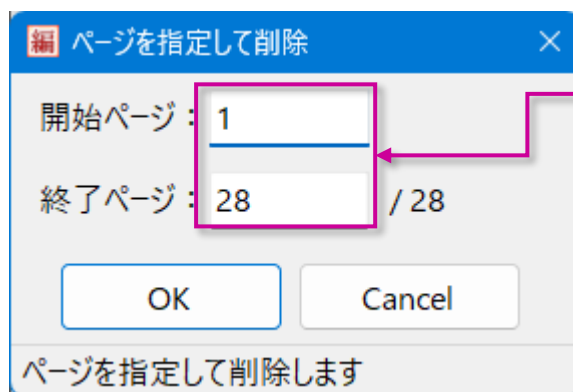 編 ページを指定して削除
開始ページ： 1
終了ページ： 28 / 28
OK Cancel
ページを指定して削除します